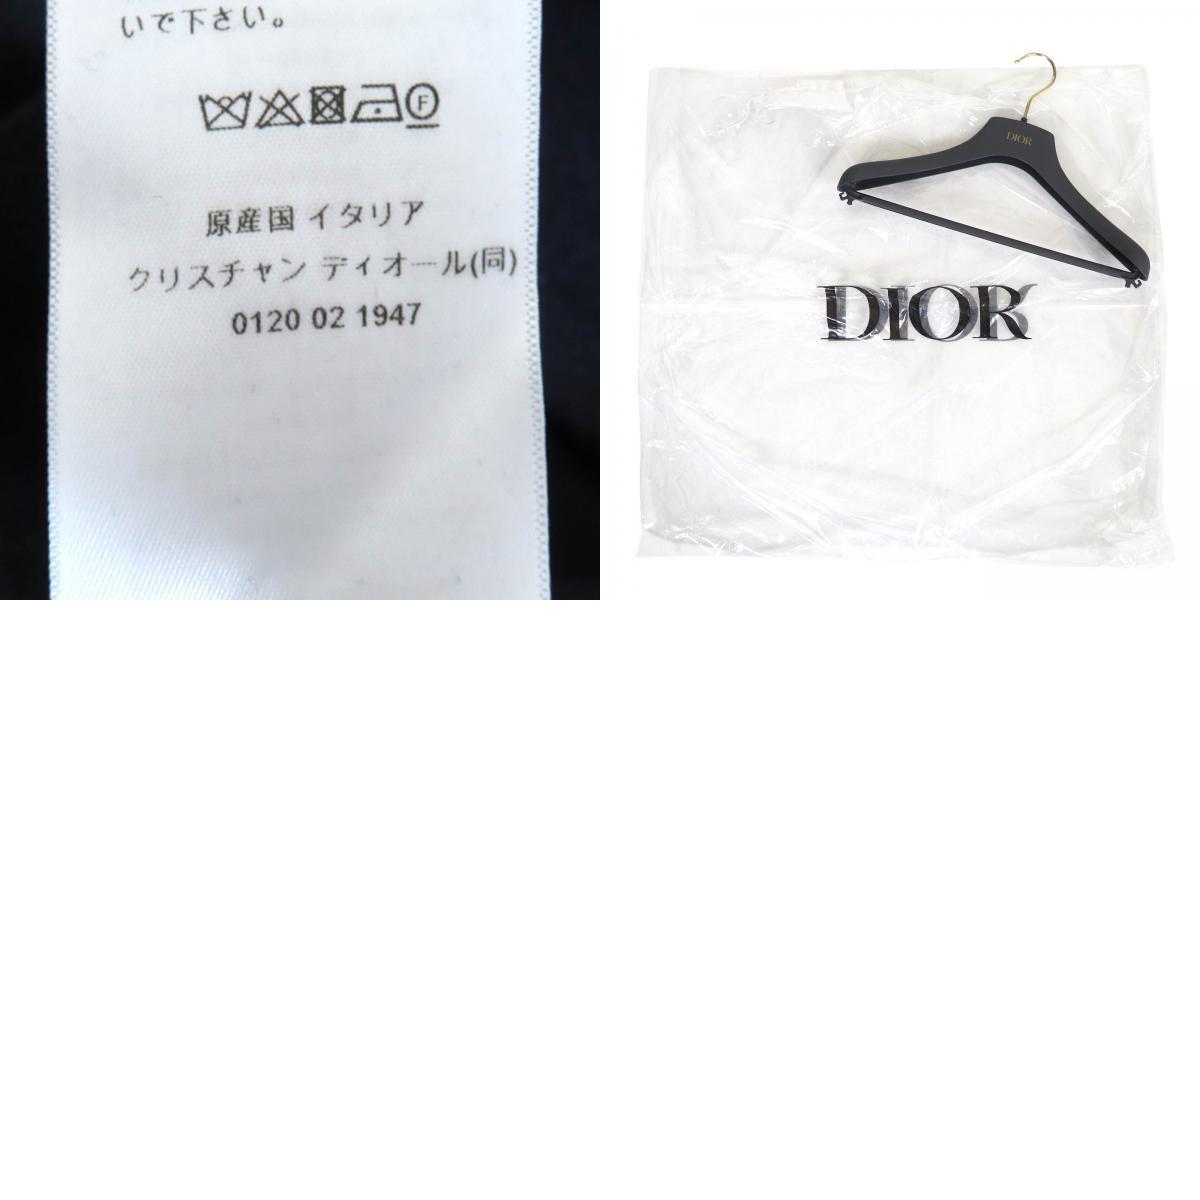 いで下さい。
F
原産国 イタリア
クリスチャン ディオール(同)
0120 02 1947
DIOR
DIOR